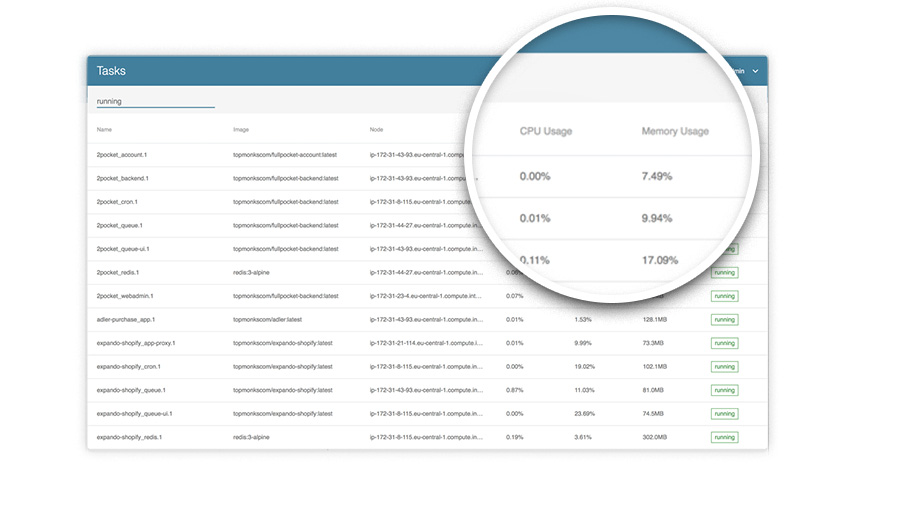 Tasks
running
Name Image Node CPU Usage Memory Usage
2pocket_account.1 topmonkscom/fullpocket-account:latest ip-172-31-43-93.eu-central-1 0.00% 7.49%
2pocket_backend.1 topmonkscom/fullpocket-backend:latest ip-172-31-43-93.eu-central-1 0.01% 9.94%
2pocket_cron.1 topmonkscom/fullpocket-backend:latest ip-172-31-8-115.eu-central-1 0.11% 17.09%
2pocket_queue.1 topmonkscom/fullpocket-backend:latest ip-172-31-44-27.eu-central-1.compute.in...
2pocket_queue-ui.1 topmonkscom/fullpocket-backend:latest ip-172-31-43-93.eu-central-1.compute.in... running
2pocket_redis.1 redis:3-alpine ip-172-31-44-27.eu-central-1.compute.in... running
2pocket_webadmin.1 topmonkscom/fullpocket-backend:latest ip-172-31-23-4.eu-central-1.compute.int... 0.07% running
adler-purchase_app.1 topmonkscom/adler:latest ip-172-31-43-93.eu-central-1.compute.in... 0.01% 1.53% 128.1MB running
expando-shopify_app-proxy.1 topmonkscom/expando-shopify:latest ip-172-31-21-114.eu-central-1.compute.i... 0.01% 9.99% 73.3MB running
expando-shopify_cron.1 topmonkscom/expando-shopify:latest ip-172-31-8-115.eu-central-1.compute.in... 0.00% 19.02% 102.1MB running
expando-shopify_queue.1 topmonkscom/expando-shopify:latest ip-172-31-43-93.eu-central-1.compute.in... 0.87% 11.03% 81.0MB running
expando-shopify_queue-ui.1 topmonkscom/expando-shopify:latest ip-172-31-8-115.eu-central-1.compute.in... 0.00% 23.69% 74.5MB running
expando-shopify_redis.1 redis:3-alpine ip-172-31-8-115.eu-central-1.compute.in... 0.19% 3.61% 302.0MB running